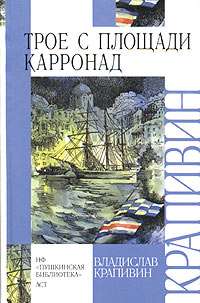 ТРОЕ С ПЛОЩАДИ
КАРРОНАД
КРАПИВИН
НФ
«ПУШКИНСКАЯ
БИБЛИОТЕКА»
АСТ
ВЛАДИСЛАВ
КРАПИВИН